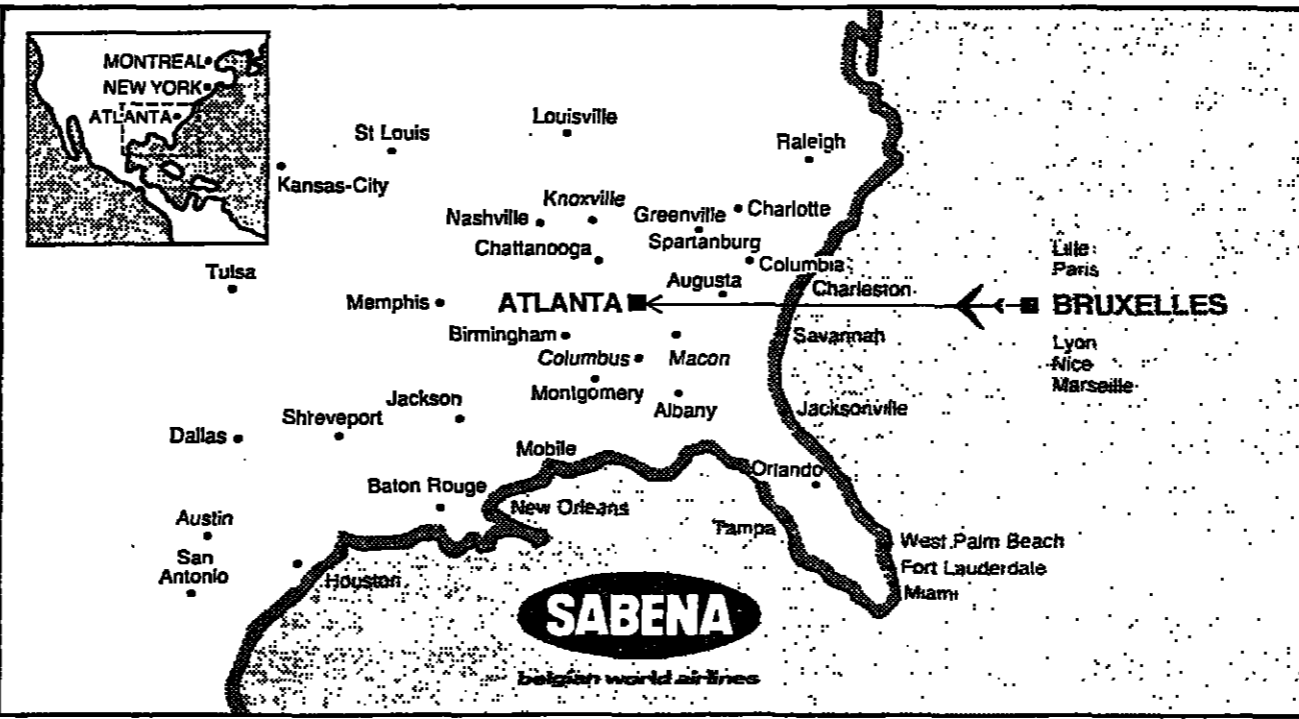 MONTREAL
NEW YORK
ATLANTA
St Louis
Louisville
Raleigh
Kansas-City
Knoxville
Nashville
Greenville
Charlotte
Chattanooga
Spartanburg
Columbia
Lille
Paris
Tulsa
Augusta
Charleston
Memphis
ATLANTA
BRUXELLES
Birmingham
Savannah
Columbus
Macon
Lyon
Nice
Marseille
Montgomery
Albany
Jackson
Jacksonville
Shreveport
Dallas
Mobile
Orlando
Baton Rouge
New Orleans
Austin
Tampa
San
Antonio
West Palm Beach
Fort Lauderdale
Miami
Houston
SABENA
belgian world airlines